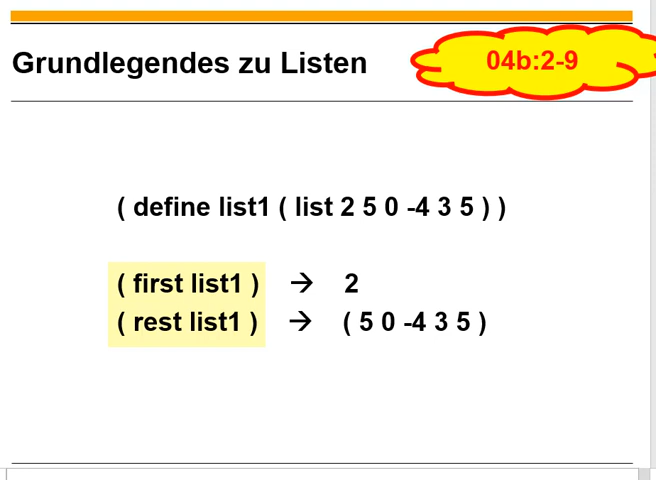 Grundlegendes zu Listen
04b:2-9
( define list1 ( list 2 5 0 -4 3 5 ) )
( first list1 ) → 2
( rest list1 ) → ( 5 0 -4 3 5 )